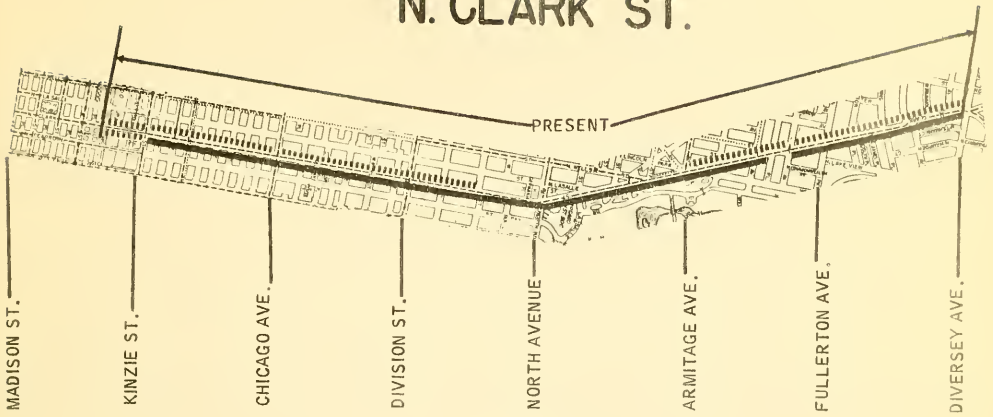 N. CLARK ST.
PRESENT
MADISON ST.
KINZIE ST.
CHICAGO AVE.
DIVISION ST.
NORTH AVENUE
ARMITAGE AVE.
FULLERTON AVE.
DIVERSEY AVE.